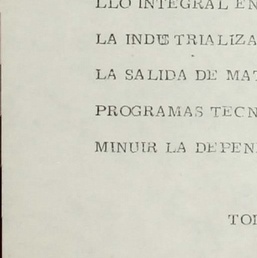 LLO INTEGRAL EN
LA INDUSTRIALIZA
LA SALIDA DE MAT
PROGRAMAS TECN
MINUIR LA DEPEN
TO